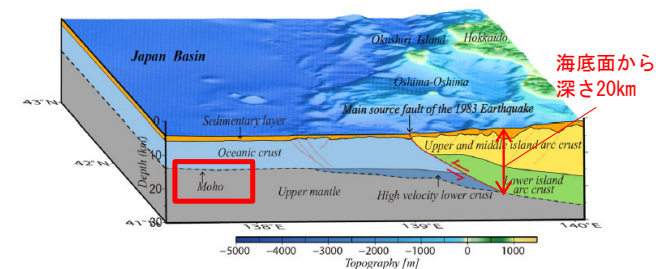 Okushiri Island
Hokkaido
Japan Basin
海底面から
深さ20km
Oshima-Oshima
43°N
Main source fault of the 1983 Earthquake
Sedimentary layer
0
Upper and middle island arc crust
Oceanic crust
10
42°N
Depth (km)
Lower island
arc crust
Moho
20
Upper mantle
High velocity lower crust
41°N
30
138°E
139°E
140°E
-5000 -4000 -3000 -2000 -1000 0 1000
Topography [m]